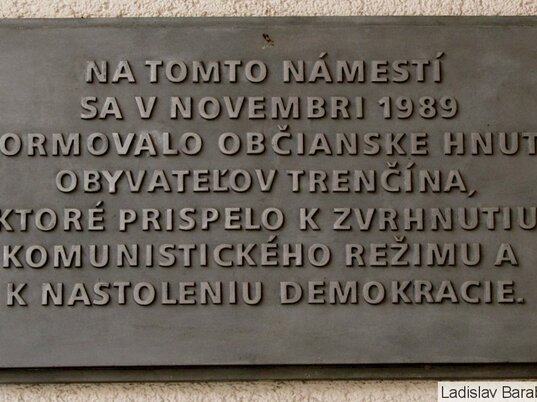 NA TOMTO NÁMESTÍ
SA V NOVEMBRI 1989
ORMOVALO OBČIANSKE HNUT
OBYVATEĽOV TRENČÍNA,
KTORÉ PRISPELO K ZVRHNUTIU
KOMUNISTICKÉHO REŽIMU A
K NASTOLENIU DEMOKRACIE.
Ladislav Barab